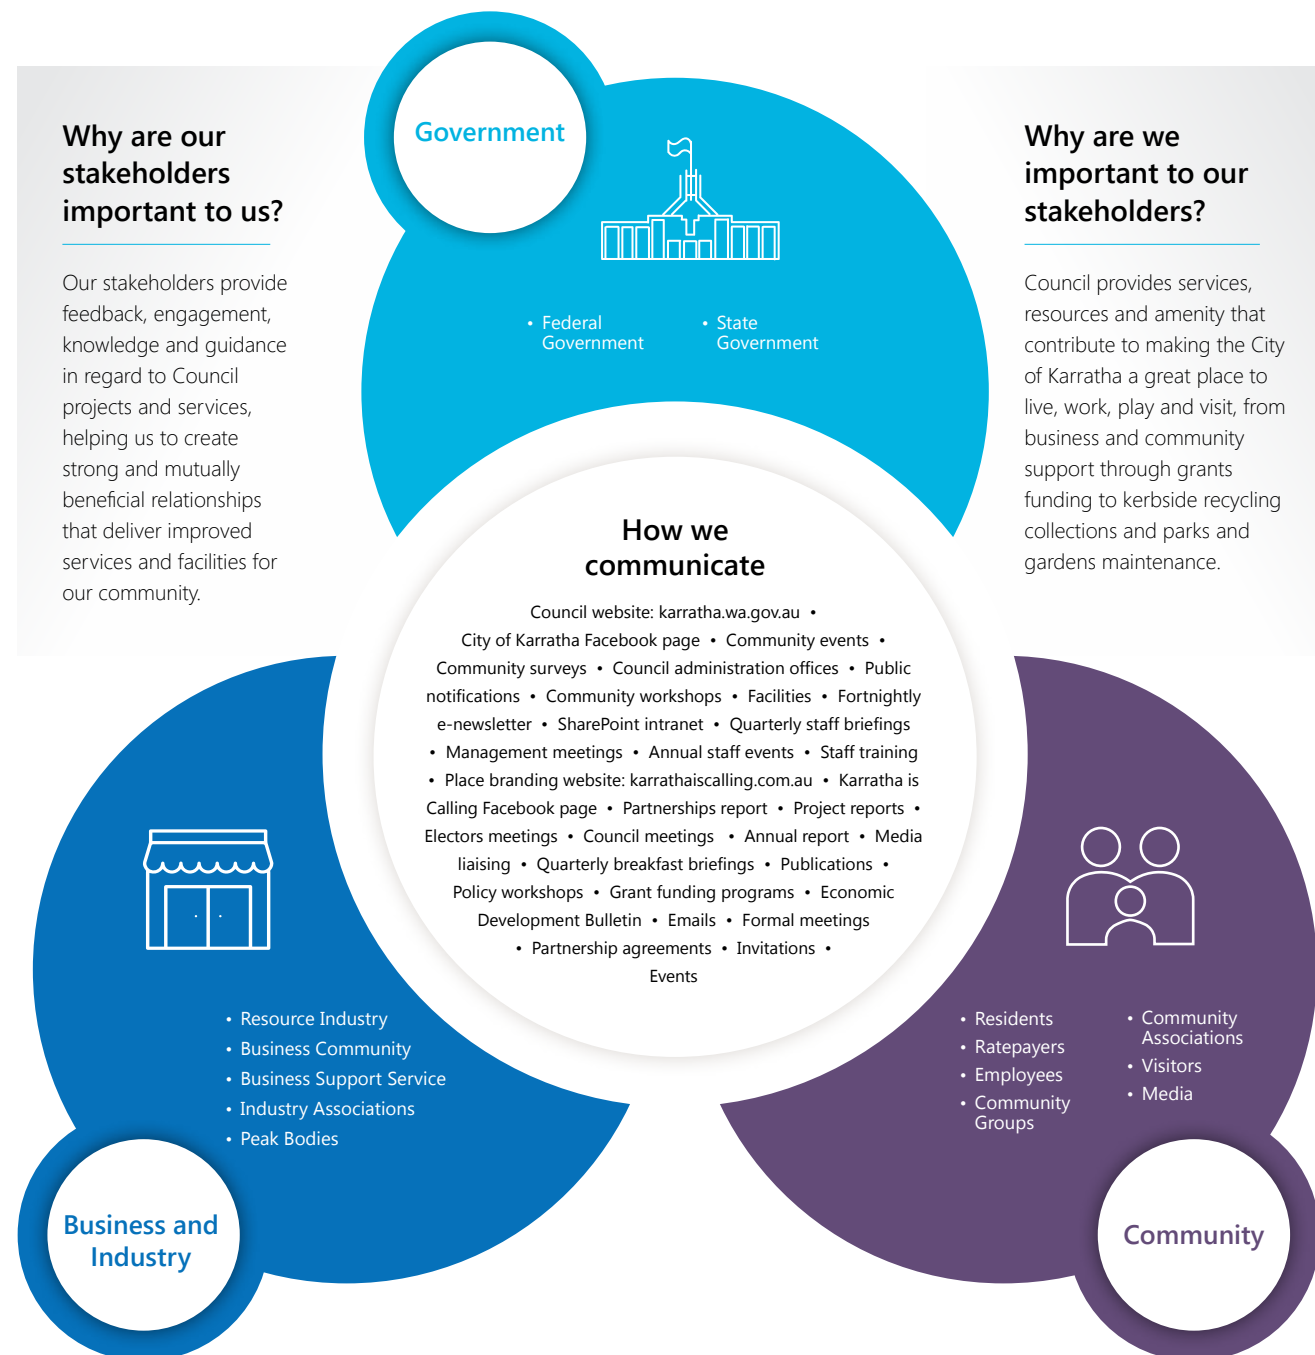 Government
Why are our
stakeholders
important to us?
Our stakeholders provide
feedback, engagement,
knowledge and guidance
in regard to Council
projects and services,
helping us to create
strong and mutually
beneficial relationships
that deliver improved
services and facilities for
our community.
• Federal
Government
• State
Government
Why are we
important to our
stakeholders?
Council provides services,
resources and amenity that
contribute to making the City
of Karratha a great place to
live, work, play and visit, from
business and community
support through grants
funding to kerbside recycling
collections and parks and
gardens maintenance.
How we
communicate
Council website: karratha.wa.gov.au •
City of Karratha Facebook page • Community events •
Community surveys • Council administration offices • Public
notifications • Community workshops • Facilities • Fortnightly
e-newsletter • SharePoint intranet • Quarterly staff briefings
• Management meetings • Annual staff events • Staff training
• Place branding website: karrathaiscalling.com.au • Karratha is
Calling Facebook page • Partnerships report • Project reports •
Electors meetings • Council meetings • Annual report • Media
liaising • Quarterly breakfast briefings • Publications •
Policy workshops • Grant funding programs • Economic
Development Bulletin • Emails • Formal meetings
• Partnership agreements • Invitations •
Events
• Resource Industry
• Business Community
• Business Support Service
• Industry Associations
• Peak Bodies
Business and
Industry
• Residents
• Ratepayers
• Employees
• Community
Groups
• Community
Associations
• Visitors
• Media
Community